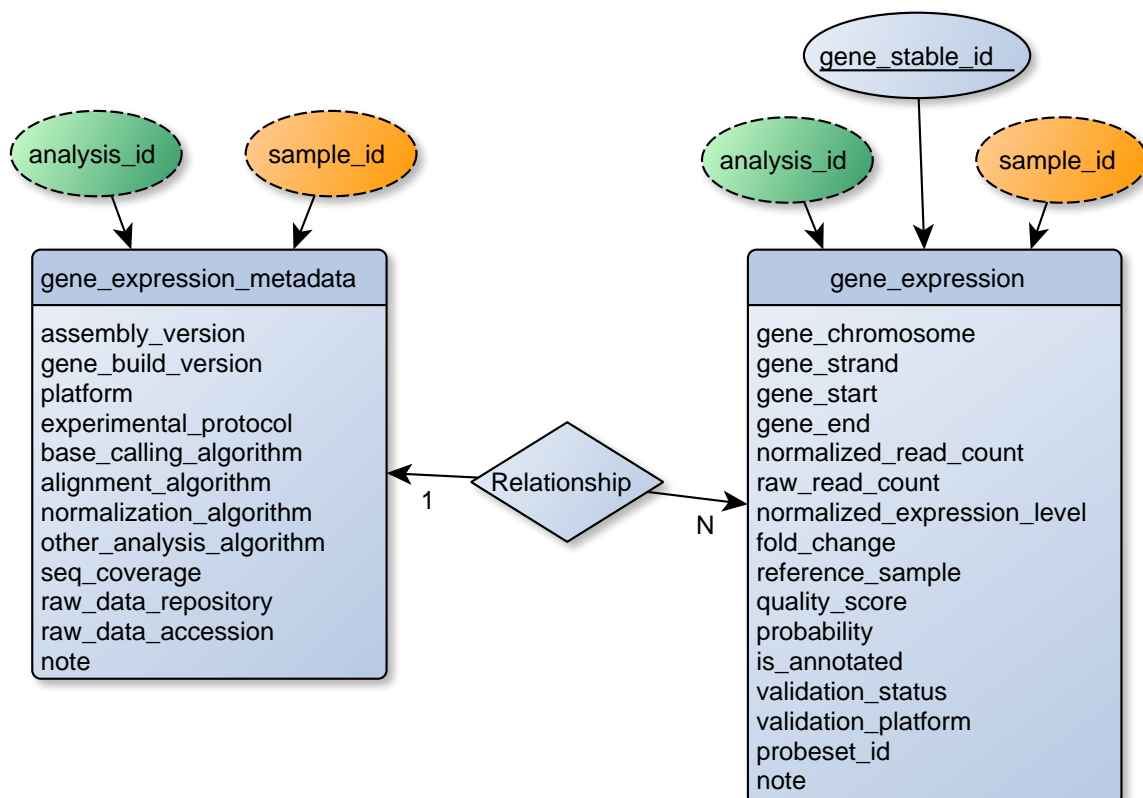 gene_stable_id
analysis_id
sample_id
analysis_id
sample_id
gene_expression_metadata
assembly_version
gene_build_version
platform
experimental_protocol
base_calling_algorithm
alignment_algorithm
normalization_algorithm
other_analysis_algorithm
seq_coverage
raw_data_repository
raw_data_accession
note
1
Relationship
N
gene_expression
gene_chromosome
gene_strand
gene_start
gene_end
normalized_read_count
raw_read_count
normalized_expression_level
fold_change
reference_sample
quality_score
probability
is_annotated
validation_status
validation_platform
probeset_id
note